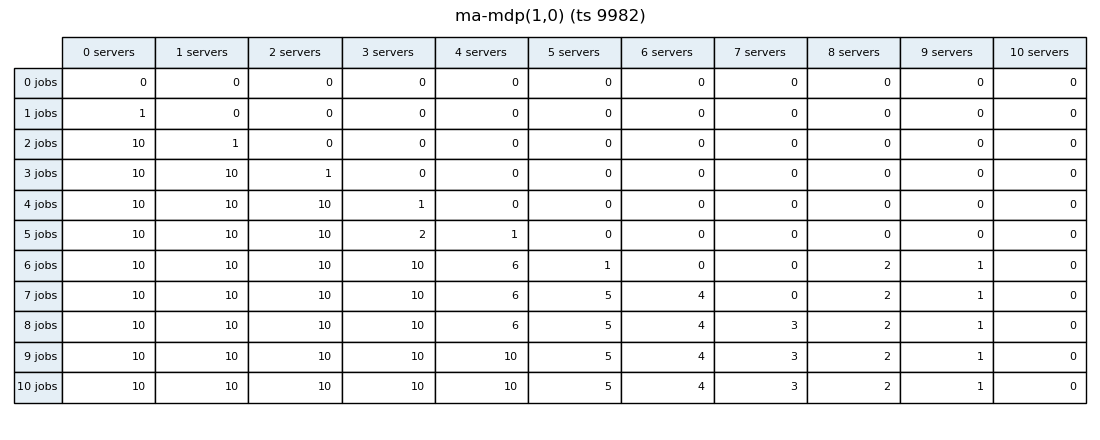 ma-mdp(1,0) (ts 9982)
0 servers 1 servers 2 servers 3 servers 4 servers 5 servers 6 servers 7 servers 8 servers 9 servers 10 servers
0 jobs 0 0 0 0 0 0 0 0 0 0 0
1 jobs 1 0 0 0 0 0 0 0 0 0 0
2 jobs 10 1 0 0 0 0 0 0 0 0 0
3 jobs 10 10 1 0 0 0 0 0 0 0 0
4 jobs 10 10 10 1 0 0 0 0 0 0 0
5 jobs 10 10 10 2 1 0 0 0 0 0 0
6 jobs 10 10 10 10 6 1 0 0 2 1 0
7 jobs 10 10 10 10 6 5 4 0 2 1 0
8 jobs 10 10 10 10 6 5 4 3 2 1 0
9 jobs 10 10 10 10 10 5 4 3 2 1 0
10 jobs 10 10 10 10 10 5 4 3 2 1 0